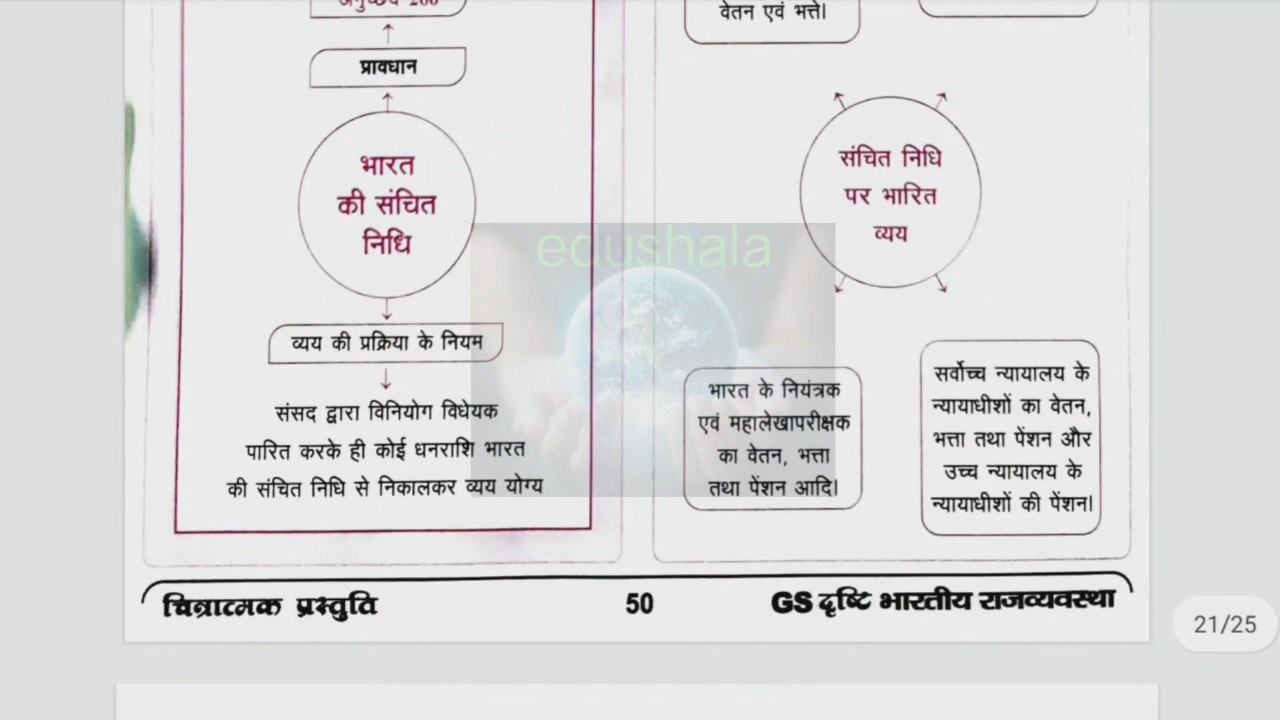 अनुच्छेद 266
प्रावधान
भारत
की संचित
निधि
व्यय की प्रक्रिया के नियम
संसद द्वारा विनियोग विधेयक
पारित करके ही कोई धनराशि भारत
की संचित निधि से निकालकर व्यय योग्य
वेतन एवं भत्ते।
संचित निधि
पर भारित
व्यय
भारत के नियंत्रक
एवं महालेखापरीक्षक
का वेतन, भत्ता
तथा पेंशन आदि।
सर्वोच्च न्यायालय के
न्यायाधीशों का वेतन,
भत्ता तथा पेंशन और
उच्च न्यायालय के
न्यायाधीशों की पेंशन।
edushala
चित्रात्मक प्रस्तुति 50 GS दृष्टि भारतीय राजव्यवस्था
21/25